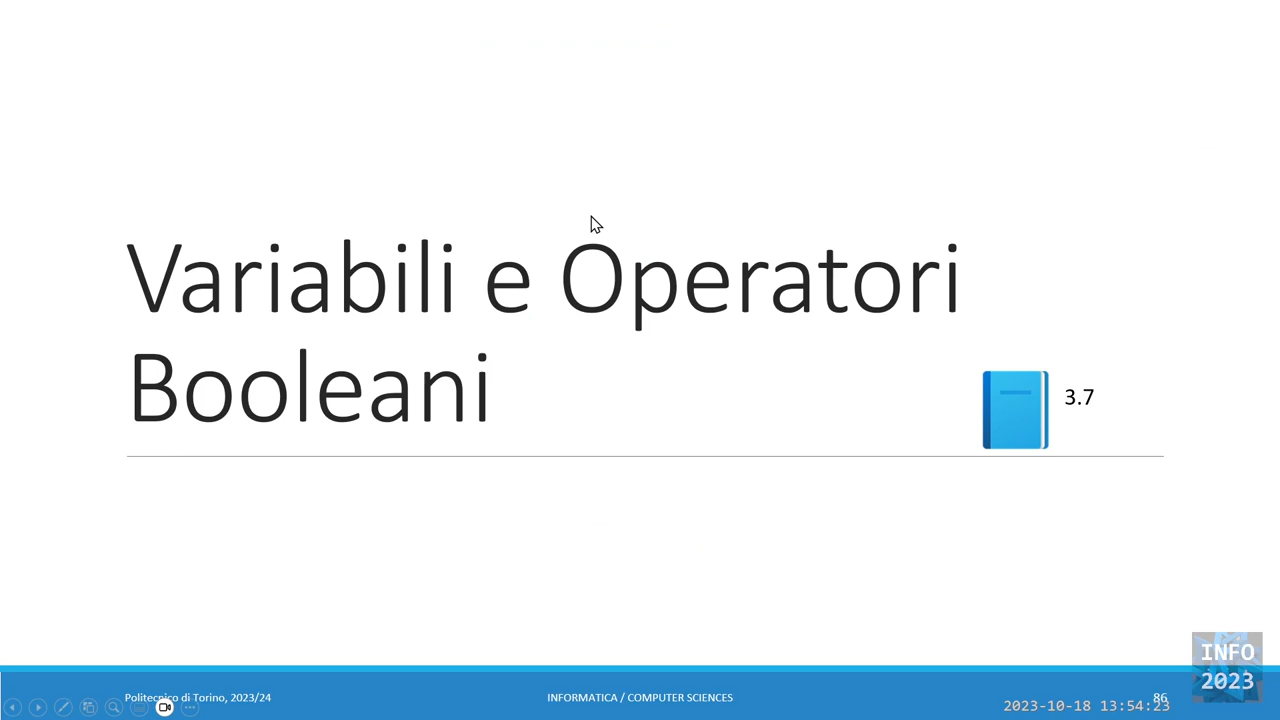 Variabili e Operatori
Booleani
3.7
Politecnico di Torino, 2023/24
INFORMATICA / COMPUTER SCIENCES
86
2023-10-18 13:54:23
INFO
2023